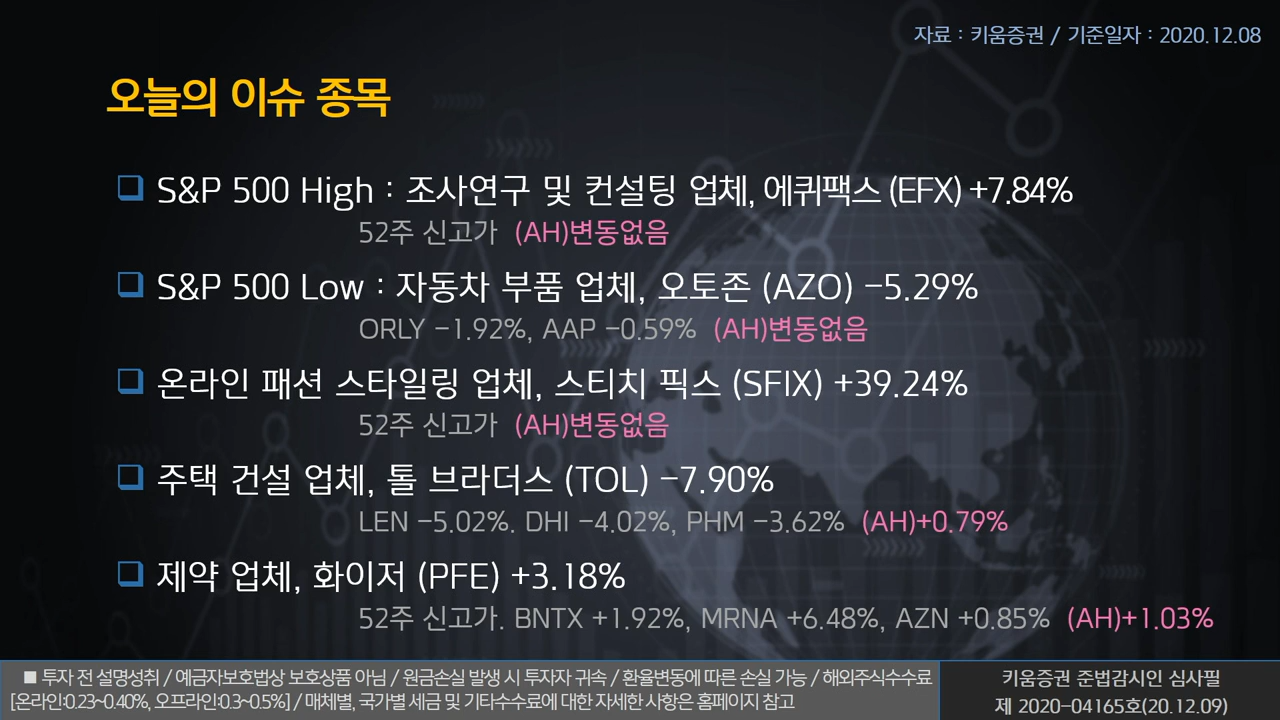 자료 : 키움증권 / 기준일자 : 2020.12.08
오늘의 이슈 종목
S&P 500 High : 조사연구 및 컨설팅 업체, 에퀴팩스 (EFX) +7.84%
52주 신고가 (AH)변동없음
S&P 500 Low : 자동차 부품 업체, 오토존 (AZO) -5.29%
ORLY -1.92%, AAP -0.59% (AH)변동없음
온라인 패션 스타일링 업체, 스티치 픽스 (SFIX) +39.24%
52주 신고가 (AH)변동없음
주택 건설 업체, 톨 브라더스 (TOL) -7.90%
LEN -5.02%. DHI -4.02%, PHM -3.62% (AH)+0.79%
제약 업체, 화이저 (PFE) +3.18%
52주 신고가. BNTX +1.92%, MRNA +6.48%, AZN +0.85% (AH)+1.03%
■ 투자 전 설명성취 / 예금자보호법상 보호상품 아님 / 원금손실 발생 시 투자자 귀속 / 환율변동에 따른 손실 가능 / 해외주식수수료
[온라인:0.23~0.40%, 오프라인:0.3~0.5%] / 매체별, 국가별 세금 및 기타수수료에 대한 자세한 사항은 홈페이지 참고
키움증권 준법감시인 심사필
제 2020-04165호(20.12.09)